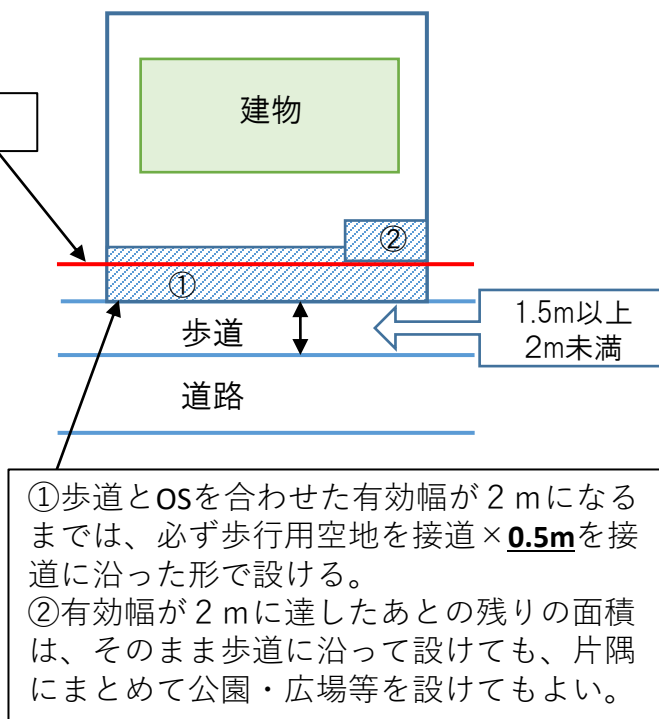 建物
②
①
歩道
1.5m以上
2m未満
道路
①歩道とOSを合わせた有効幅が２ｍになる
までは、必ず歩行用空地を接道×0.5mを接
道に沿った形で設ける。
②有効幅が２ｍに達したあとの残りの面積
は、そのまま歩道に沿って設けても、片隅
にまとめて公園・広場等を設けてもよい。